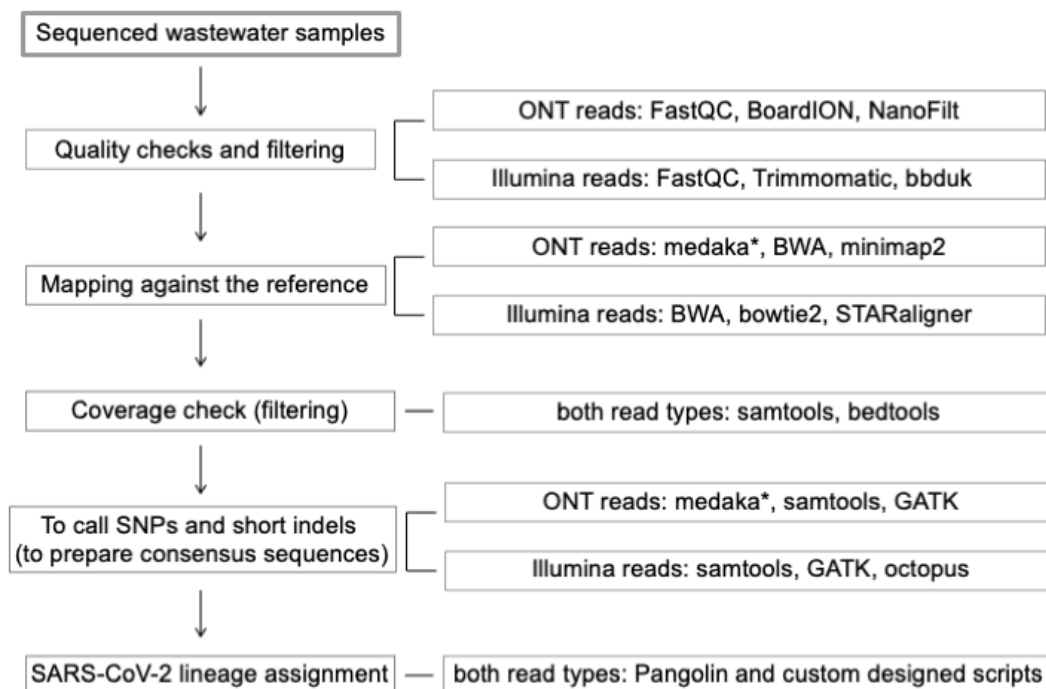 Sequenced wastewater samples
ONT reads: FastQC, BoardION, NanoFilt
Quality checks and filtering
Illumina reads: FastQC, Trimmomatic, bbduk
ONT reads: medaka*, BWA, minimap2
Mapping against the reference
Illumina reads: BWA, bowtie2, STARaligner
Coverage check (filtering)
both read types: samtools, bedtools
ONT reads: medaka*, samtools, GATK
To call SNPs and short indels
(to prepare consensus sequences)
Illumina reads: samtools, GATK, octopus
SARS-CoV-2 lineage assignment
both read types: Pangolin and custom designed scripts